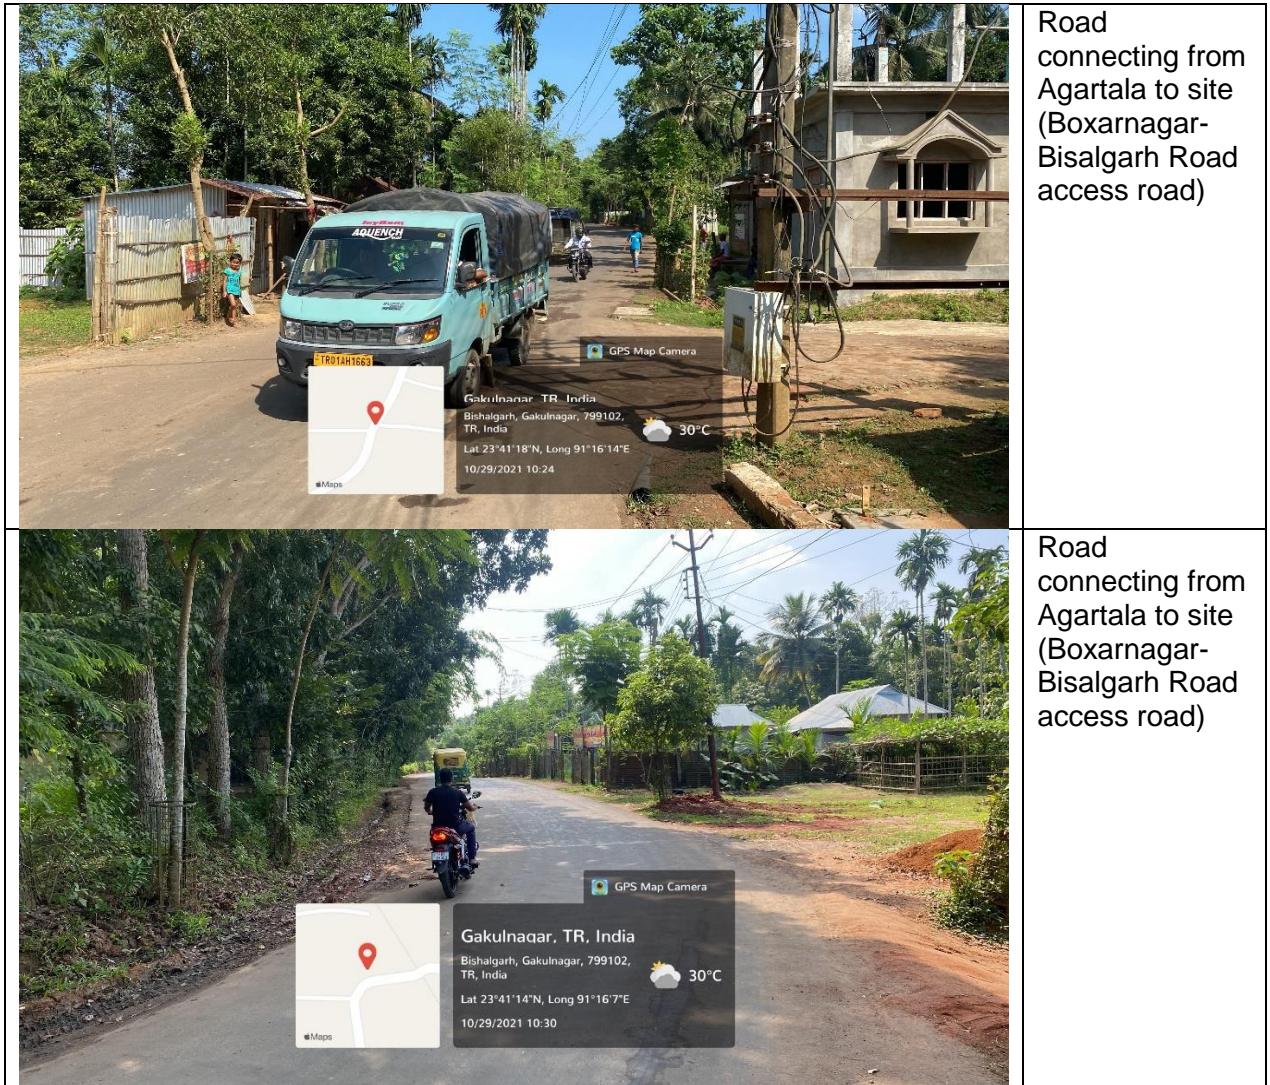 Road
connecting from
Agartala to site
(Boxarnagar-
Bisalgarh Road
access road)
AQUENCH
TR01AH1663
GPS Map Camera
Gakulnagar, TR, India
Bishalgarh, Gakulnagar, 799102,
TR, India
30°C
Lat 23°41'18"N, Long 91°16'14"E
10/29/2021 10:24
Maps
Road
connecting from
Agartala to site
(Boxarnagar-
Bisalgarh Road
access road)
GPS Map Camera
Gakulnagar, TR, India
Bishalgarh, Gakulnagar, 799102,
TR, India
30°C
Lat 23°41'14"N, Long 91°16'7"E
10/29/2021 10:30
Maps